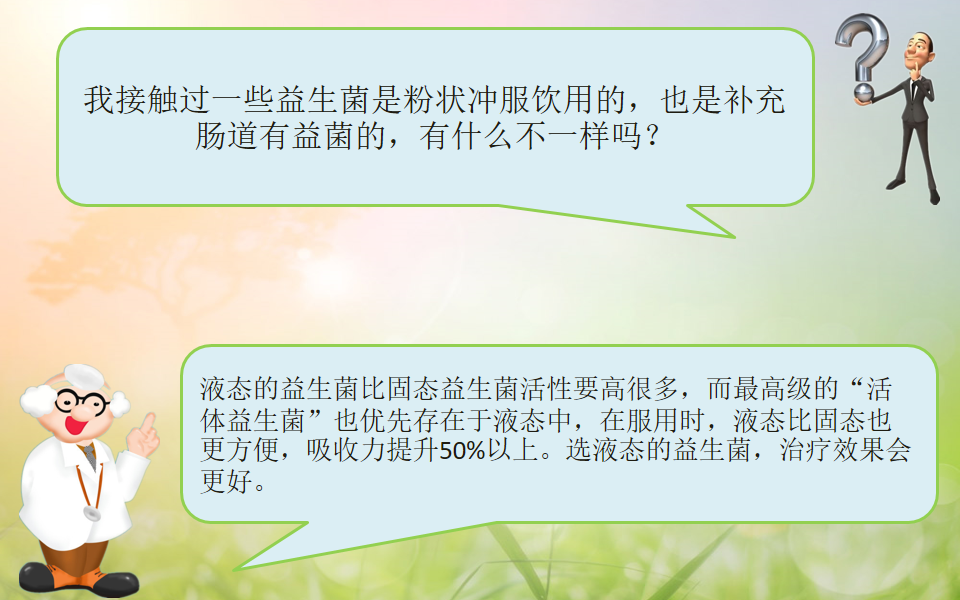 我接触过一些益生菌是粉状冲服饮用的，也是补充
肠道有益菌的，有什么不一样吗？
液态的益生菌比固态益生菌活性要高很多，而最高级的“活
体益生菌”也优先存在于液态中，在服用时，液态比固态也
更方便，吸收力提升50%以上。选液态的益生菌，治疗效果会
更好。